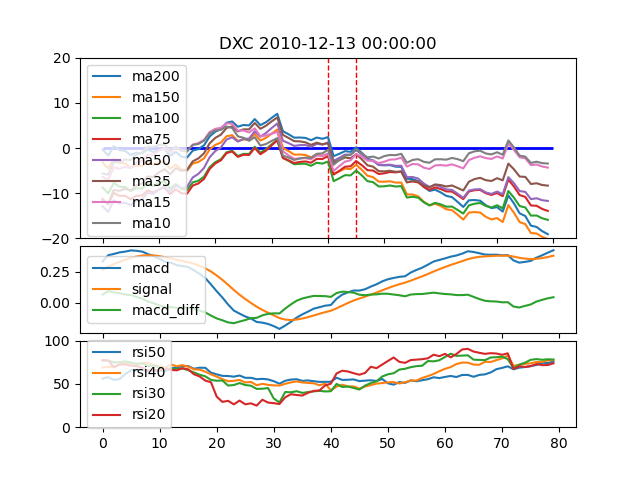 DXC 2010-12-13 00:00:00
20
10
0
−10
−20
ma200
ma150
ma100
ma75
ma50
ma35
ma15
ma10
0.25
0.00
macd
signal
macd_diff
100
50
0
rsi50
rsi40
rsi30
rsi20
0 10 20 30 40 50 60 70 80